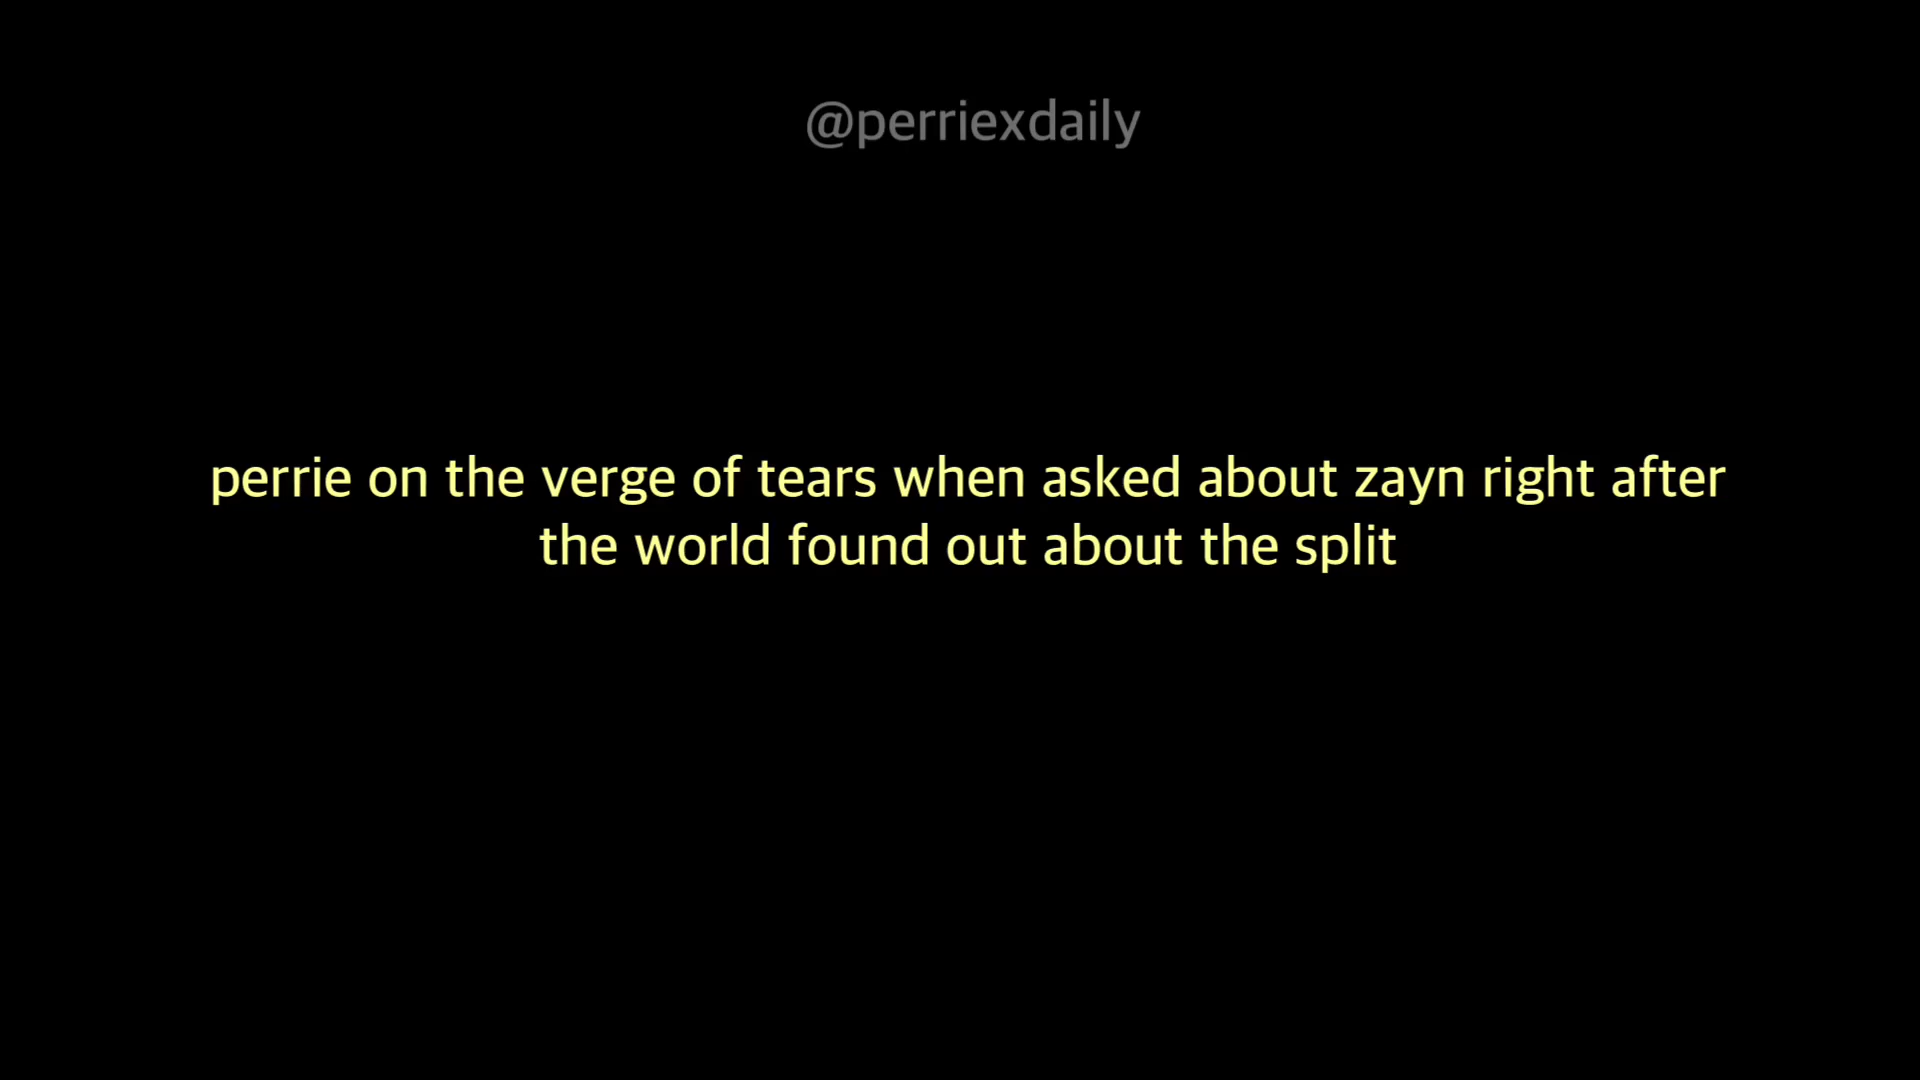 @perriexdaily
perrie on the verge of tears when asked about zayn right after
the world found out about the split